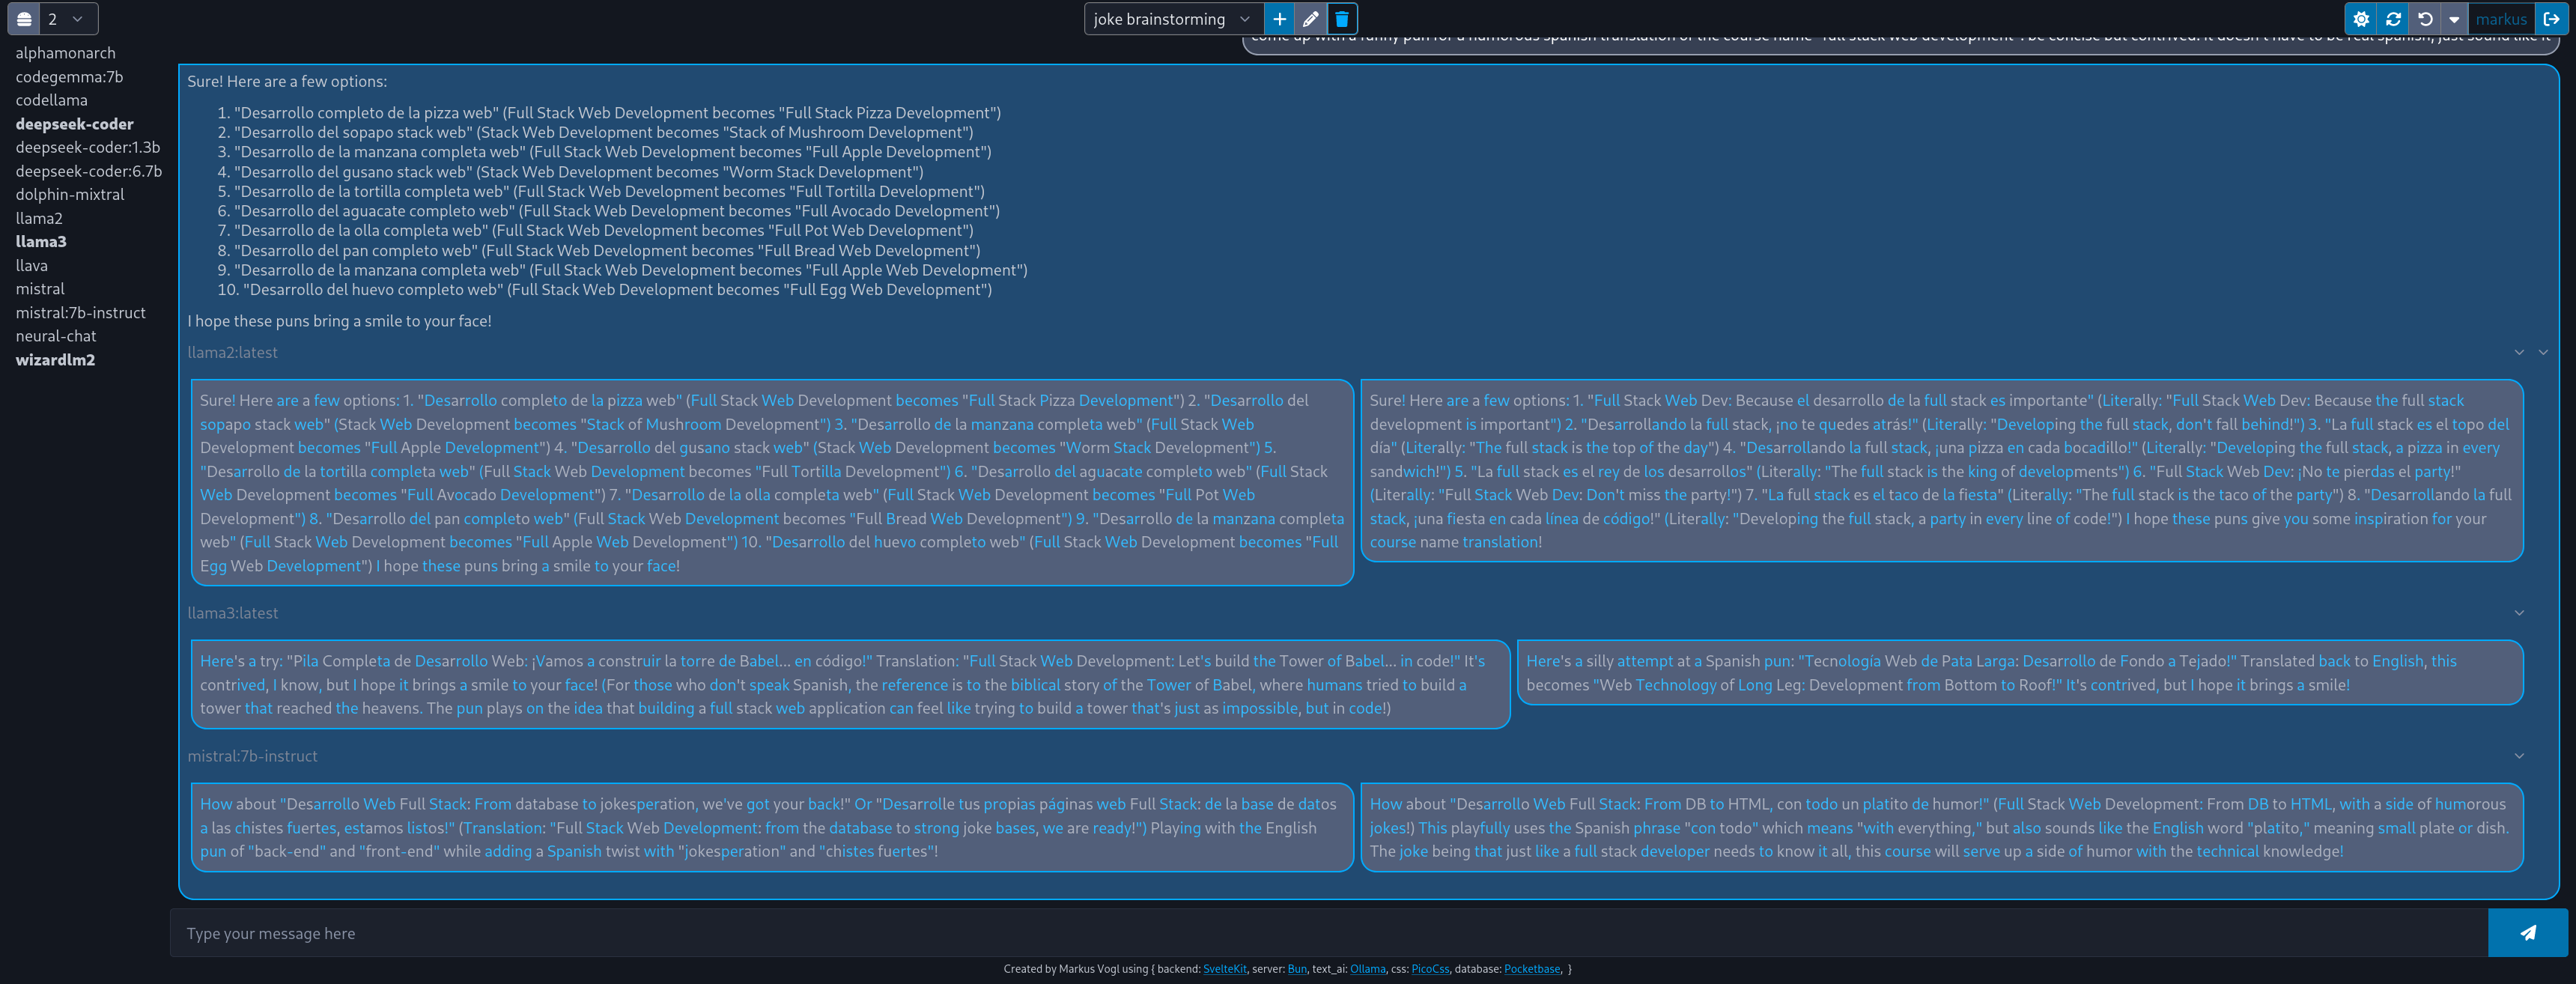 2
joke brainstorming
markus
alphamonarch
codegemma:7b
codellama
deepseek-coder
deepseek-coder:1.3b
deepseek-coder:6.7b
dolphin-mixtral
llama2
llama3
llava
mistral
mistral:7b-instruct
neural-chat
wizardlm2
come up with a funny pun for a humorous spanish translation of the course name "full stack web development". be concise but contrived. it doesn't have to be real spanish, just sound like it
Sure! Here are a few options:
1. "Desarrollo completo de la pizza web" (Full Stack Web Development becomes "Full Stack Pizza Development")
2. "Desarrollo del sopapo stack web" (Stack Web Development becomes "Stack of Mushroom Development")
3. "Desarrollo de la manzana completa web" (Full Stack Web Development becomes "Full Apple Development")
4. "Desarrollo del gusano stack web" (Stack Web Development becomes "Worm Stack Development")
5. "Desarrollo de la tortilla completa web" (Full Stack Web Development becomes "Full Tortilla Development")
6. "Desarrollo del aguacate completo web" (Full Stack Web Development becomes "Full Avocado Development")
7. "Desarrollo de la olla completa web" (Full Stack Web Development becomes "Full Pot Web Development")
8. "Desarrollo del pan completo web" (Full Stack Web Development becomes "Full Bread Web Development")
9. "Desarrollo de la manzana completa web" (Full Stack Web Development becomes "Full Apple Web Development")
10. "Desarrollo del huevo completo web" (Full Stack Web Development becomes "Full Egg Web Development")
I hope these puns bring a smile to your face!
llama2:latest
Sure! Here are a few options: 1. "Desarrollo completo de la pizza web" (Full Stack Web Development becomes "Full Stack Pizza Development") 2. "Desarrollo del
sopapo stack web" (Stack Web Development becomes "Stack of Mushroom Development") 3. "Desarrollo de la manzana completa web" (Full Stack Web
Development becomes "Full Apple Development") 4. "Desarrollo del gusano stack web" (Stack Web Development becomes "Worm Stack Development") 5.
"Desarrollo de la tortilla completa web" (Full Stack Web Development becomes "Full Tortilla Development") 6. "Desarrollo del aguacate completo web" (Full Stack
Web Development becomes "Full Avocado Development") 7. "Desarrollo de la olla completa web" (Full Stack Web Development becomes "Full Pot Web
Development") 8. "Desarrollo del pan completo web" (Full Stack Web Development becomes "Full Bread Web Development") 9. "Desarrollo de la manzana completa
web" (Full Stack Web Development becomes "Full Apple Web Development") 10. "Desarrollo del huevo completo web" (Full Stack Web Development becomes "Full
Egg Web Development") I hope these puns bring a smile to your face!
Sure! Here are a few options: 1. "Full Stack Web Dev: Because el desarrollo de la full stack es importante" (Literally: "Full Stack Web Dev: Because the full stack
development is important") 2. "Desarrollando la full stack, ¡no te quedes atrás!" (Literally: "Developing the full stack, don't fall behind!") 3. "La full stack es el topo del
día" (Literally: "The full stack is the top of the day") 4. "Desarrollando la full stack, ¡una pizza en cada bocadillo!" (Literally: "Developing the full stack, a pizza in every
sandwich!") 5. "La full stack es el rey de los desarrollos" (Literally: "The full stack is the king of developments") 6. "Full Stack Web Dev: ¡No te pierdas el party!"
(Literally: "Full Stack Web Dev: Don't miss the party!") 7. "La full stack es el taco de la fiesta" (Literally: "The full stack is the taco of the party") 8. "Desarrollando la full
stack, ¡una fiesta en cada línea de código!" (Literally: "Developing the full stack, a party in every line of code!") I hope these puns give you some inspiration for your
course name translation!
llama3:latest
Here's a try: "Pila Completa de Desarrollo Web: ¡Vamos a construir la torre de Babel... en código!" Translation: "Full Stack Web Development: Let's build the Tower of Babel... in code!" It's
contrived, I know, but I hope it brings a smile to your face! (For those who don't speak Spanish, the reference is to the biblical story of the Tower of Babel, where humans tried to build a
tower that reached the heavens. The pun plays on the idea that building a full stack web application can feel like trying to build a tower that's just as impossible, but in code!)
Here's a silly attempt at a Spanish pun: "Tecnología Web de Pata Larga: Desarrollo de Fondo a Tejado!" Translated back to English, this
becomes "Web Technology of Long Leg: Development from Bottom to Roof!" It's contrived, but I hope it brings a smile!
mistral:7b-instruct
How about "Desarrollo Web Full Stack: From database to jokesperation, we've got your back!" Or "Desarrolle tus propias páginas web Full Stack: de la base de datos
a las chistes fuertes, estamos listos!" (Translation: "Full Stack Web Development: from the database to strong joke bases, we are ready!") Playing with the English
pun of "back-end" and "front-end" while adding a Spanish twist with "jokesperation" and "chistes fuertes"!
How about "Desarrollo Web Full Stack: From DB to HTML, con todo un platito de humor!" (Full Stack Web Development: From DB to HTML, with a side of humorous
jokes!) This playfully uses the Spanish phrase "con todo" which means "with everything," but also sounds like the English word "platito," meaning small plate or dish.
The joke being that just like a full stack developer needs to know it all, this course will serve up a side of humor with the technical knowledge!
Type your message here
Created by Markus Vogl using { backend: SvelteKit, server: Bun, text_ai: Ollama, css: PicoCss, database: Pocketbase, }